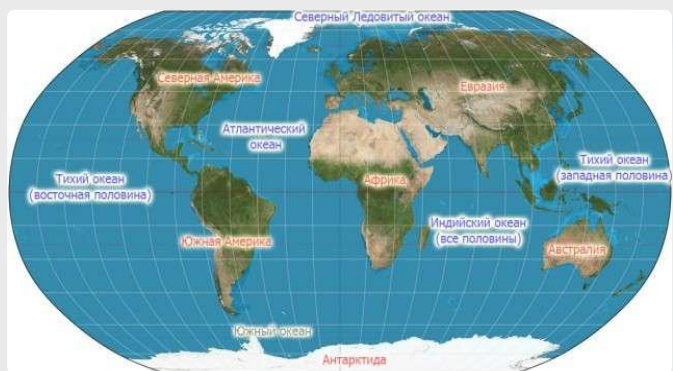 Северный Ледовитый океан
Северная Америка
Евразия
Атлантический
океан
Тихий океан
(западная половина)
Тихий океан
(восточная половина)
Африка
Индийский океан
(все половины)
Южная Америка
Австралия
Южный океан
Антарктида